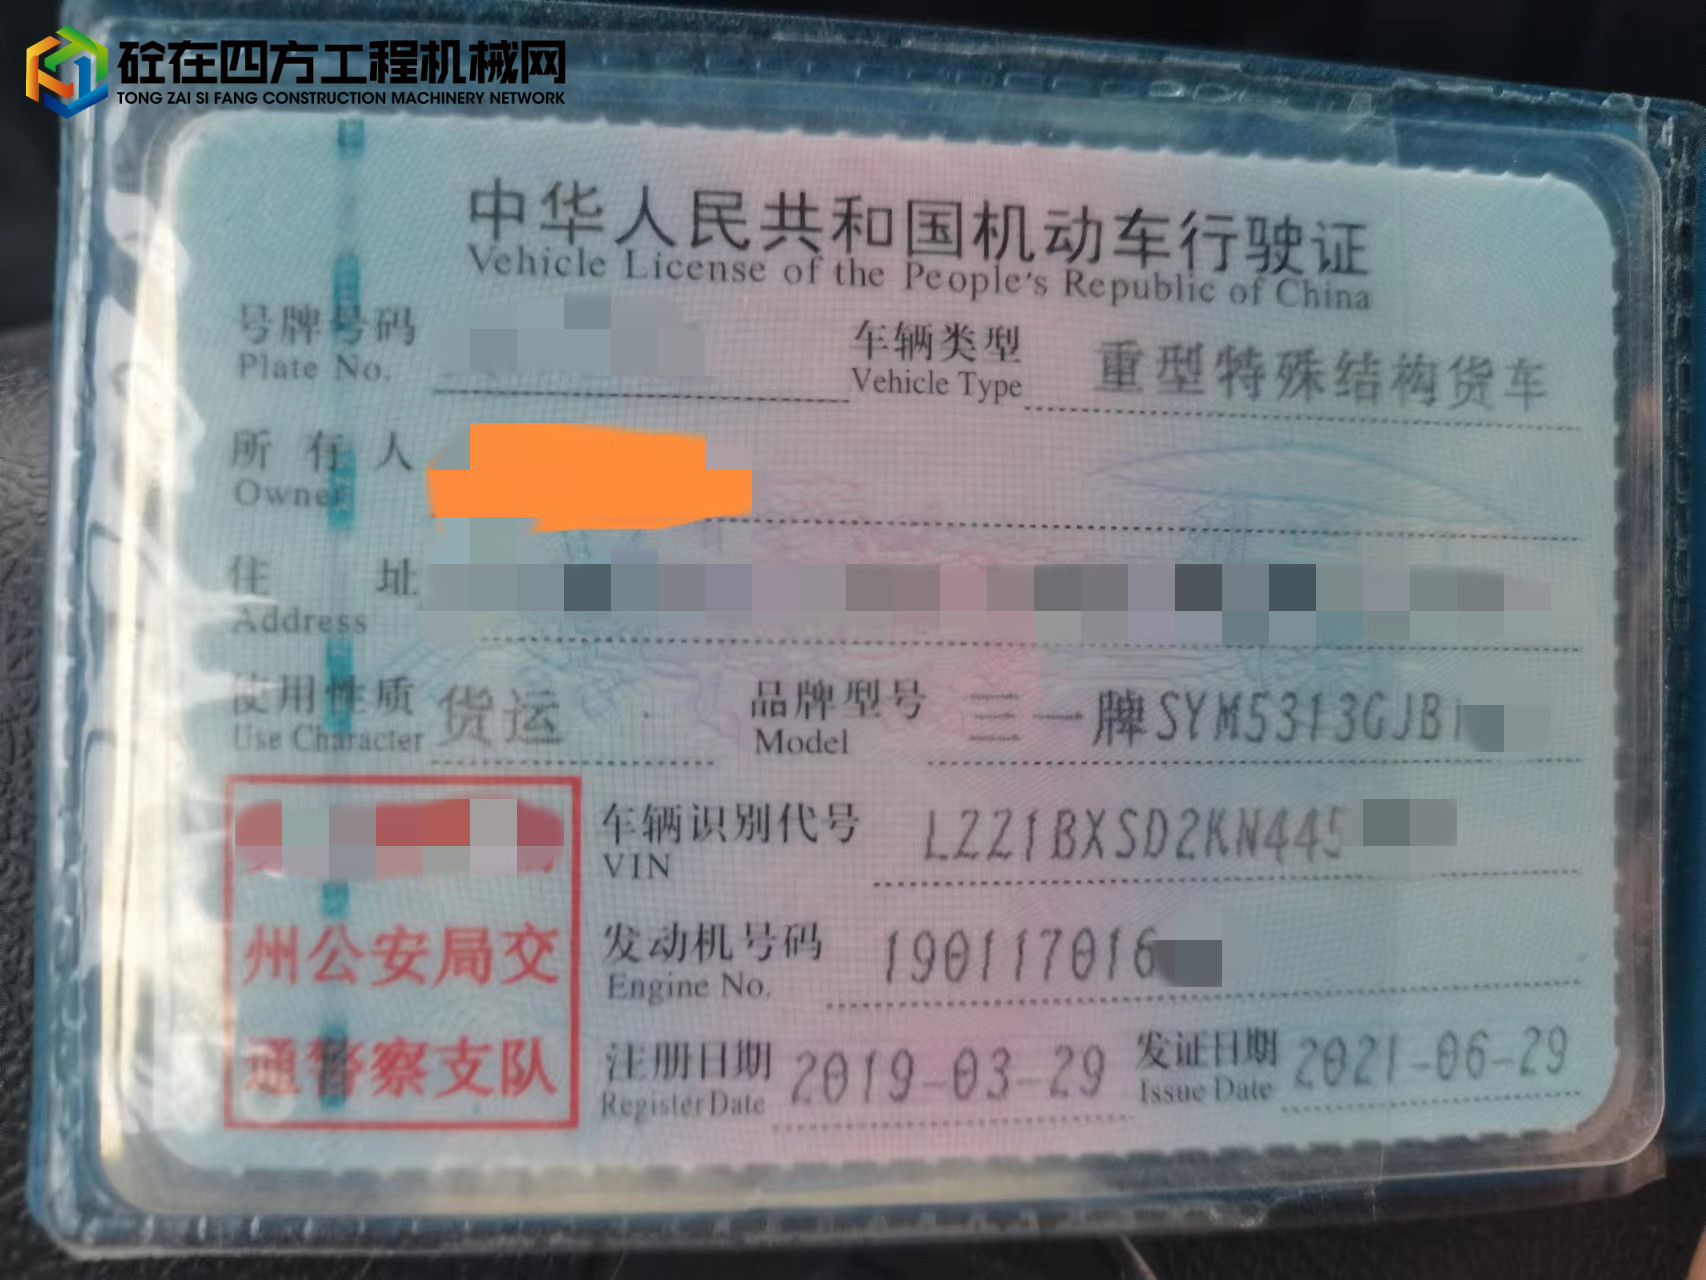 砼在四方工程机械网
TONG ZAI SI FANG CONSTRUCTION MACHINERY NETWORK
中华人民共和国机动车行驶证
Vehicle License of the People's Republic of China
号牌号码 车辆类型 重型特殊结构货车
Plate No. Vehicle Type
所有人
Owner
住址
Address
使用性质 货运 品牌型号 三一牌SYM5313GJB1
Use Character Model
车辆识别代号 LZZ1BXSD2KN445
VIN
州公安局交
通警察支队
发动机号码 190117016
Engine No.
注册日期 2019-03-29 发证日期 2021-06-29
Register Date Issue Date